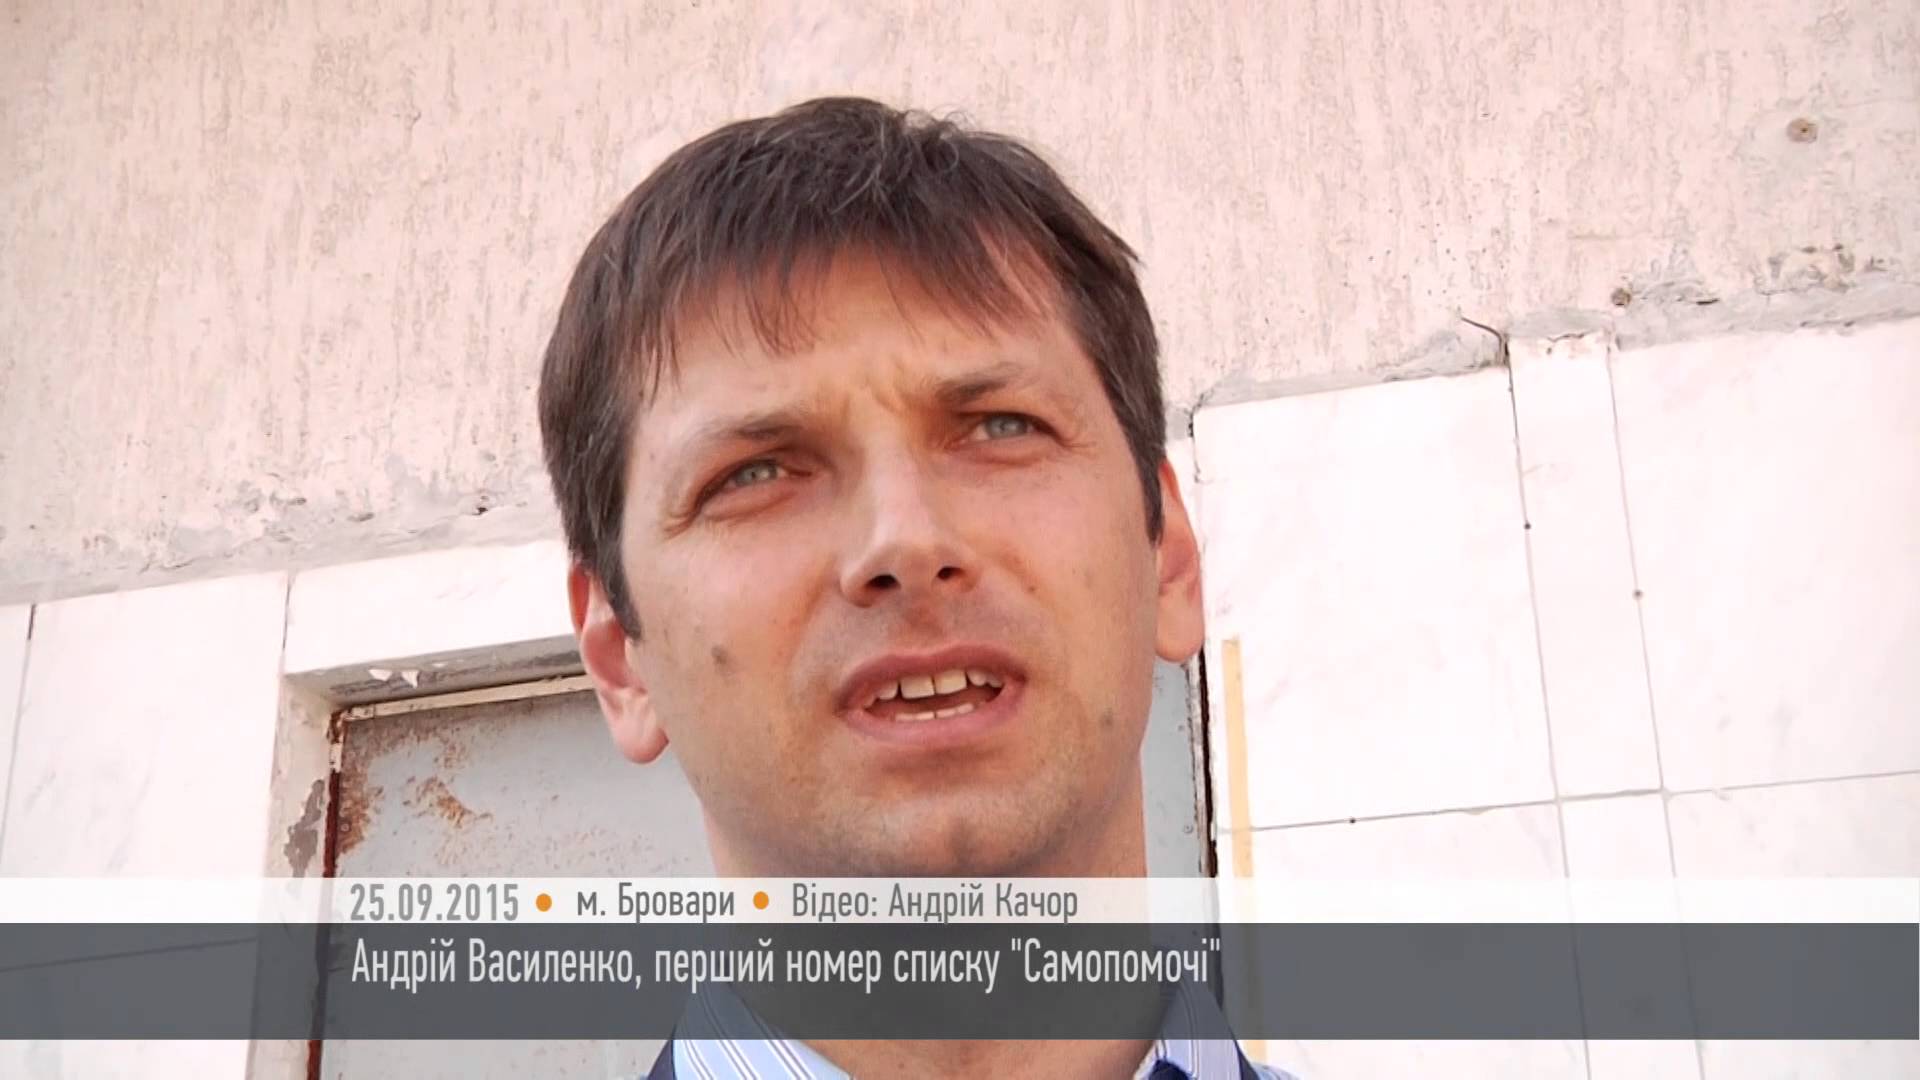 25.09.2015 • м. Бровари • Відео: Андрій Качор
Андрій Василенко, перший номер списку "Самопомочі"